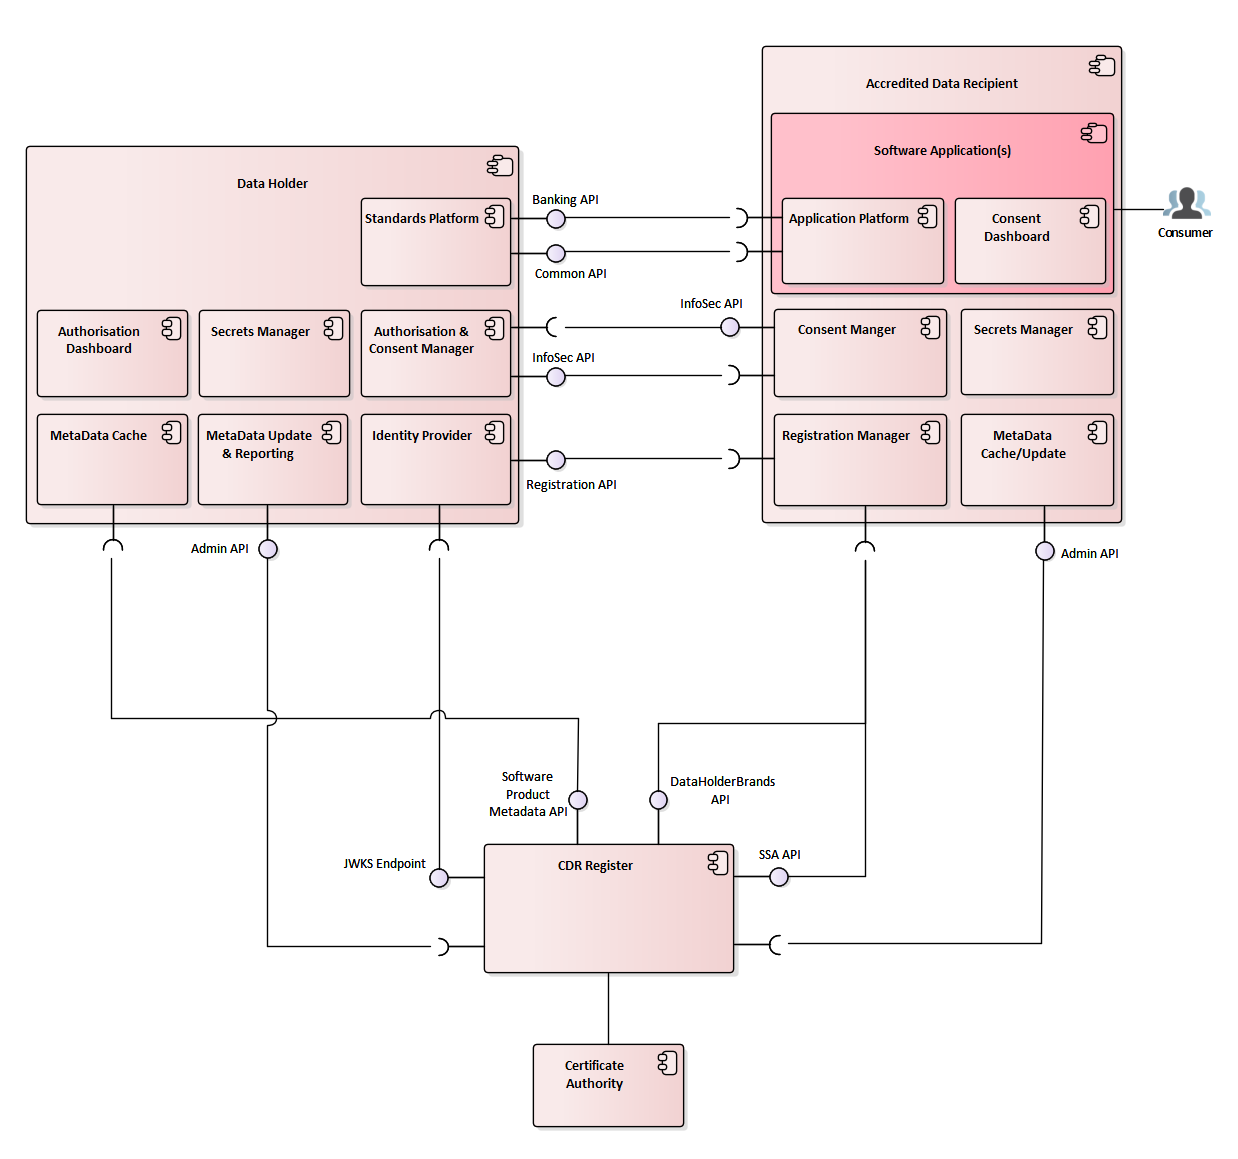 Accredited Data Recipient
Software Application(s)
Data Holder
Banking API
Standards Platform
Application Platform
Consent
Dashboard
Consumer
Common API
InfoSec API
Authorisation
Dashboard
Secrets Manager
Authorisation &
Consent Manager
Consent Manger
Secrets Manager
InfoSec API
MetaData Cache
MetaData Update
& Reporting
Identity Provider
Registration Manager
MetaData
Cache/Update
Registration API
Admin API
Admin API
Software
Product
Metadata API
DataHolderBrands
API
JWKS Endpoint
CDR Register
SSA API
Certificate
Authority